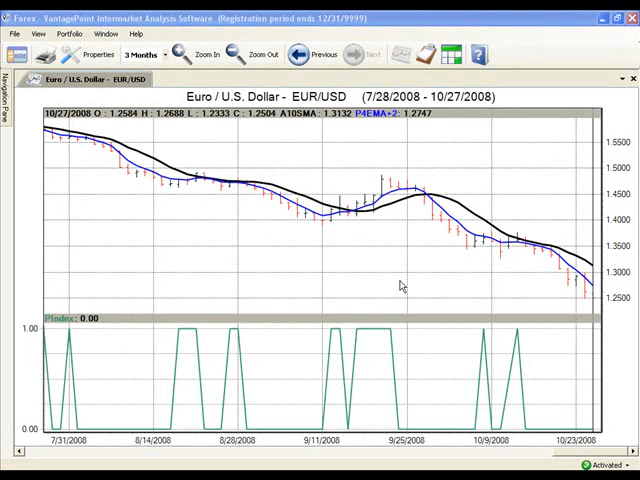 Forex - VantagePoint Intermarket Analysis Software (Registration period ends 12/31/9999)
File View Portfolio Window Help
Properties 3 Months Zoom In Zoom Out Previous Next
Navigation Pane
Euro / U.S. Dollar - EUR/USD
Euro / U.S. Dollar - EUR/USD (7/28/2008 - 10/27/2008)
10/27/2008 O : 1.2584 H : 1.2688 L : 1.2333 C : 1.2504 A10SMA: 1.3132 P4EMA+2: 1.2747
1.5500
1.5000
1.4500
1.4000
1.3500
1.3000
1.2500
PIndex: 0.00
1.00
0.00
7/31/2008 8/14/2008 8/28/2008 9/11/2008 9/25/2008 10/9/2008 10/23/2008
Activated